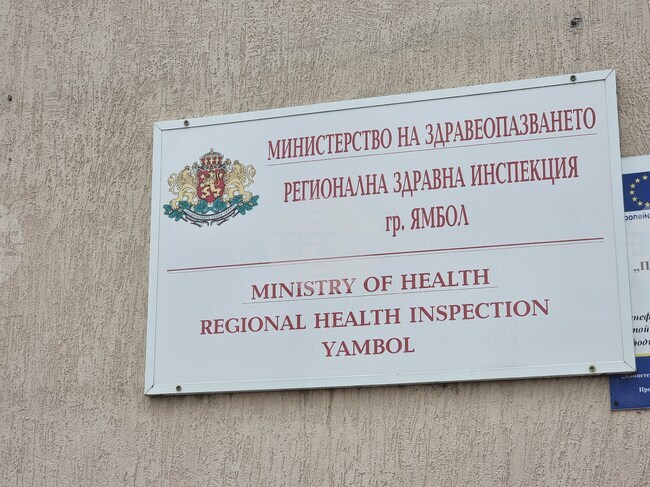 МИНИСТЕРСТВО НА ЗДРАВЕОПАЗВАНЕТО
РЕГИОНАЛНА ЗДРАВНА ИНСПЕКЦИЯ
гр. ЯМБОЛ
MINISTRY OF HEALTH
REGIONAL HEALTH INSPECTION
YAMBOL